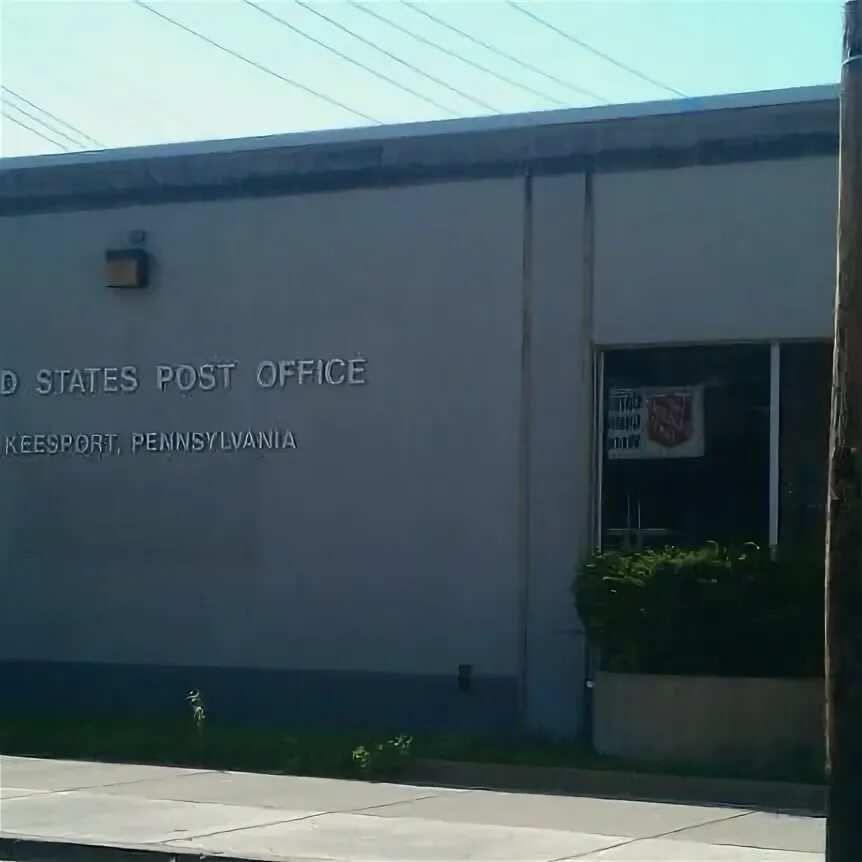 D STATES POST OFFICE
KEESPORT, PENNSYLVANIA